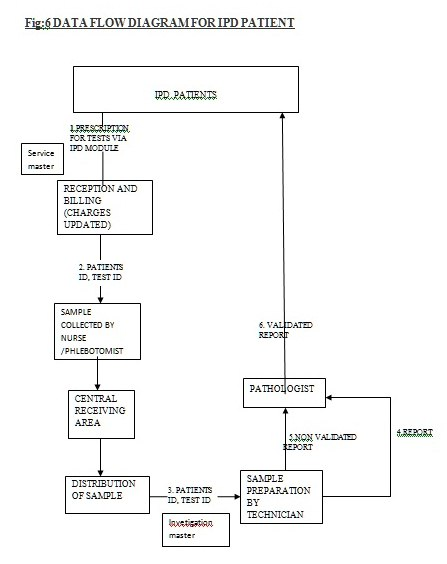 Fig:6 DATA FLOW DIAGRAM FOR IPD PATIENT
IPD PATIENTS
1.PRESCRIPTION
FOR TESTS VIA
IPD MODULE
Service
master
RECEPTION AND
BILLING
(CHARGES
UPDATED)
2. PATIENTS
ID, TEST ID
SAMPLE
COLLECTED BY
NURSE
/PHLEBOTOMIST
CENTRAL
RECEIVING
AREA
DISTRIBUTION
OF SAMPLE
3. PATIENTS
ID, TEST ID
Invetigation
master
SAMPLE
PREPARATION
BY
TECHNICIAN
4.REPORT
5.NON VALIDATED
REPORT
PATHOLOGIST
6. VALIDATED
REPORT